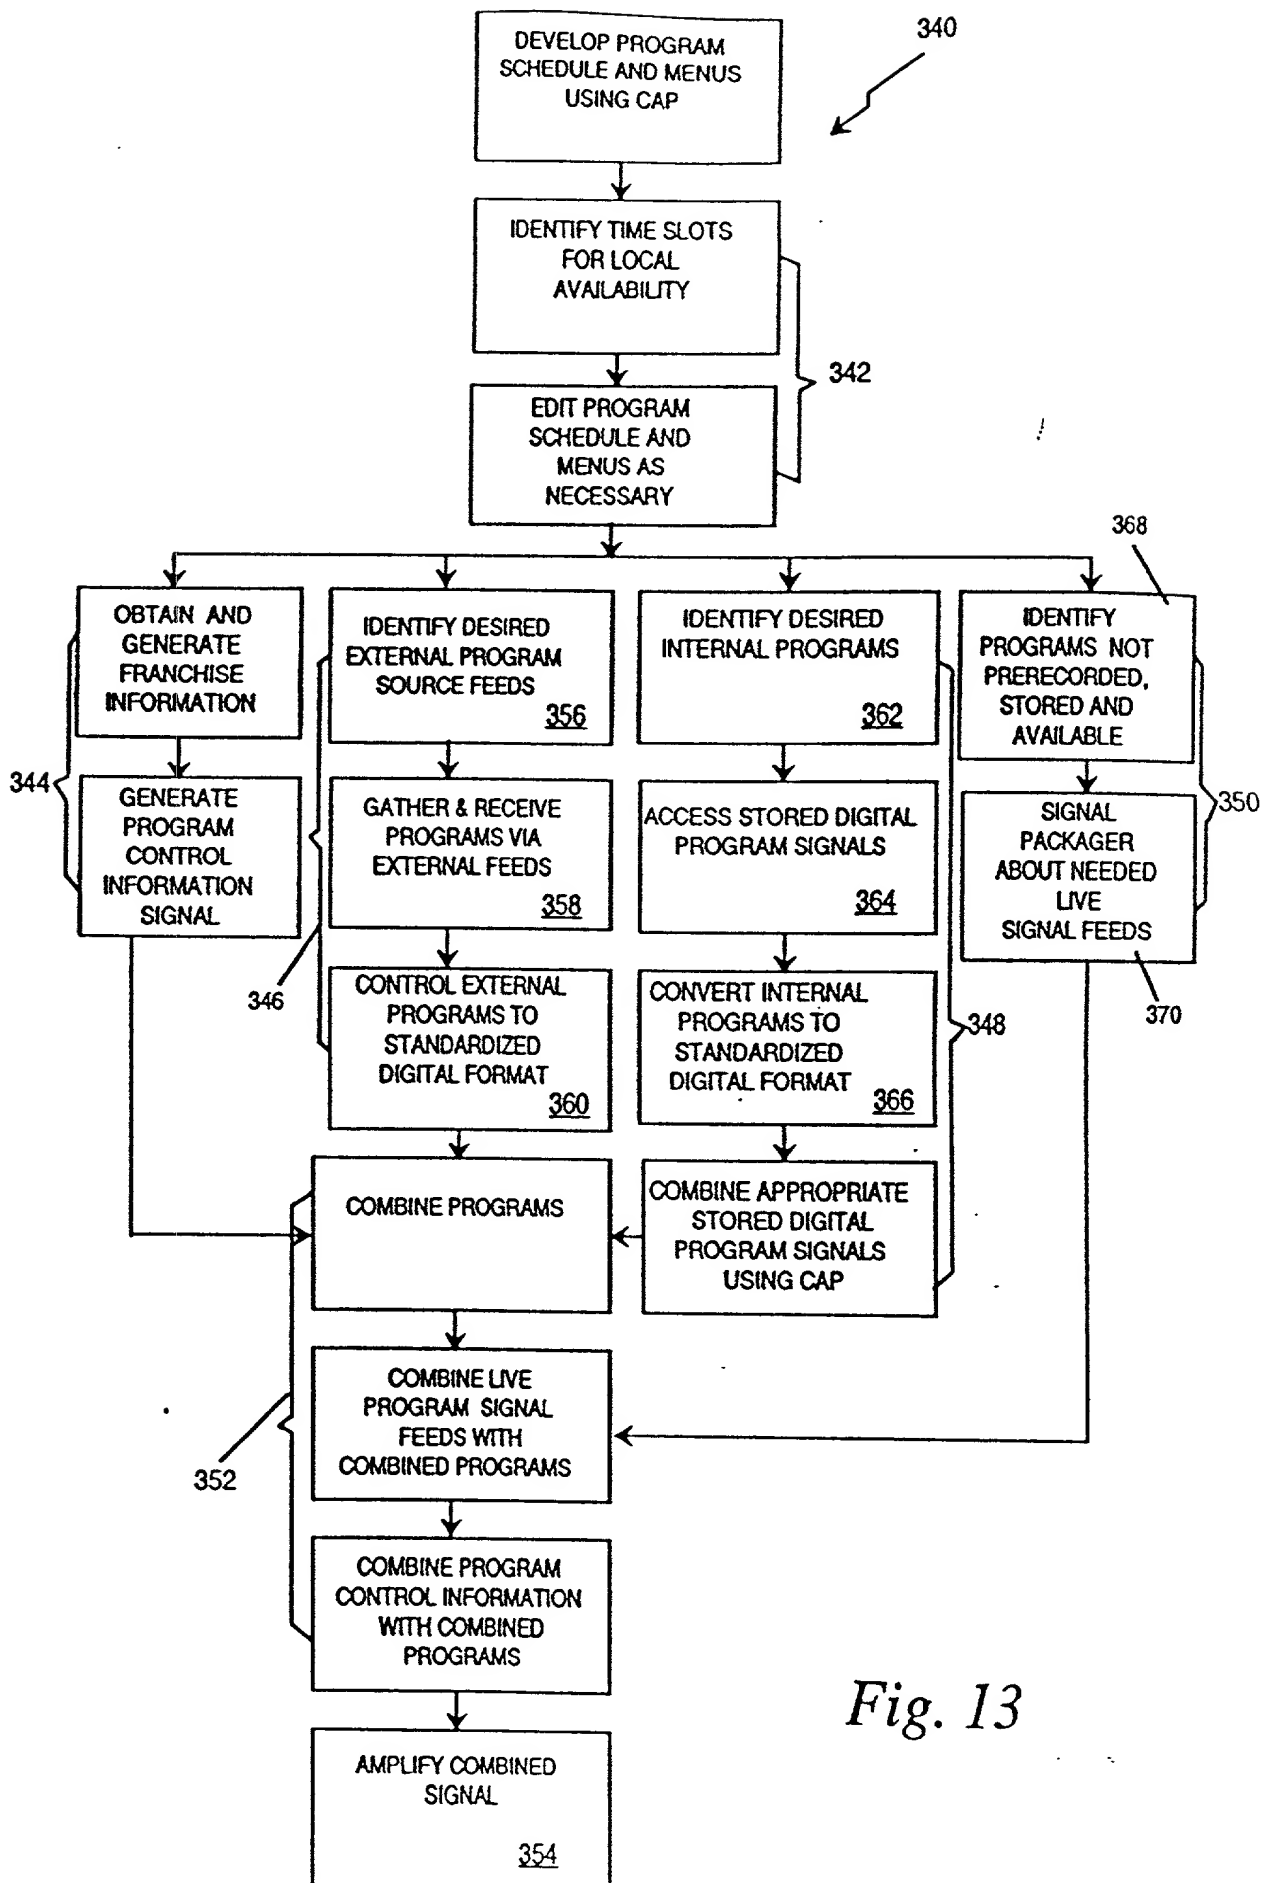 DEVELOP PROGRAM
SCHEDULE AND MENUS
USING CAP
340
IDENTIFY TIME SLOTS
FOR LOCAL
AVAILABILITY
342
EDIT PROGRAM
SCHEDULE AND
MENUS AS
NECESSARY
OBTAIN AND
GENERATE
FRANCHISE
INFORMATION
344
GENERATE
PROGRAM
CONTROL
INFORMATION
SIGNAL
IDENTIFY DESIRED
EXTERNAL PROGRAM
SOURCE FEEDS
356
GATHER & RECEIVE
PROGRAMS VIA
EXTERNAL FEEDS
358
346
CONTROL EXTERNAL
PROGRAMS TO
STANDARDIZED
DIGITAL FORMAT
360
IDENTIFY DESIRED
INTERNAL PROGRAMS
362
ACCESS STORED DIGITAL
PROGRAM SIGNALS
364
CONVERT INTERNAL
PROGRAMS TO
STANDARDIZED
DIGITAL FORMAT
366
348
COMBINE APPROPRIATE
STORED DIGITAL
PROGRAM SIGNALS
USING CAP
368
IDENTIFY
PROGRAMS NOT
PRERECORDED,
STORED AND
AVAILABLE
350
SIGNAL
PACKAGER
ABOUT NEEDED
LIVE
SIGNAL FEEDS
370
COMBINE PROGRAMS
COMBINE LIVE
PROGRAM SIGNAL
FEEDS WITH
COMBINED PROGRAMS
352
COMBINE PROGRAM
CONTROL INFORMATION
WITH COMBINED
PROGRAMS
AMPLIFY COMBINED
SIGNAL
354
Fig. 13